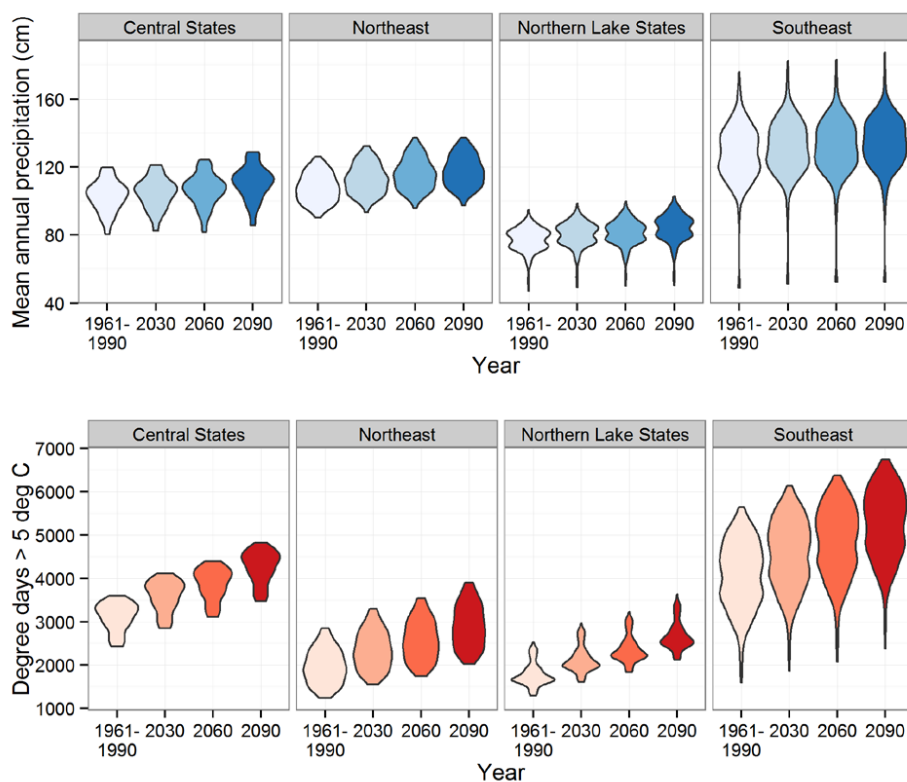 Central States Northeast Northern Lake States Southeast
Mean annual precipitation (cm)
160
120
80
40
1961-1990 2030 2060 2090 1961-1990 2030 2060 2090 1961-1990 2030 2060 2090 1961-1990 2030 2060 2090
Year
Central States Northeast Northern Lake States Southeast
Degree days > 5 deg C
7000
6000
5000
4000
3000
2000
1000
1961-1990 2030 2060 2090 1961-1990 2030 2060 2090 1961-1990 2030 2060 2090 1961-1990 2030 2060 2090
Year